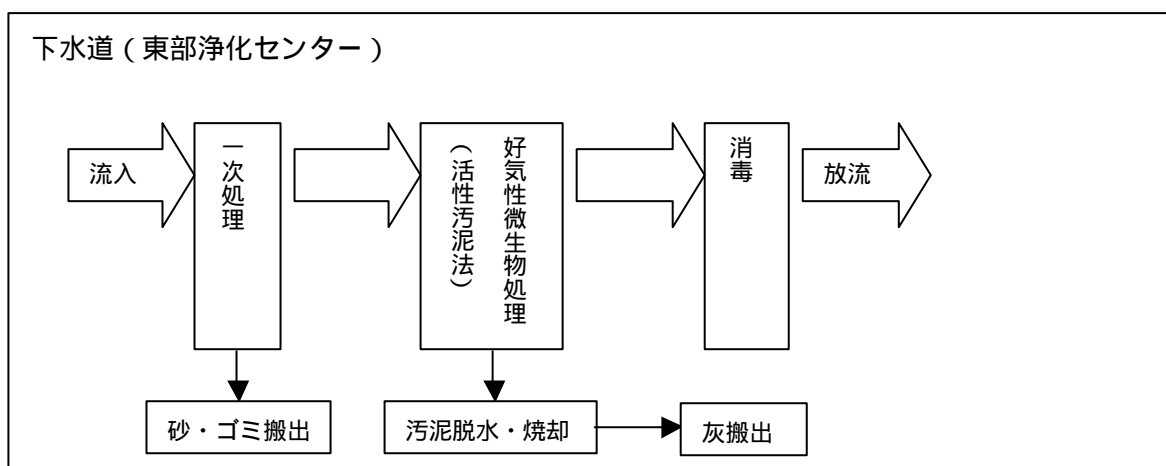 下水道（東部浄化センター）
流入
一次処理
好気性微生物処理
（活性汚泥法）
消毒
放流
砂・ゴミ搬出
汚泥脱水・焼却
灰搬出